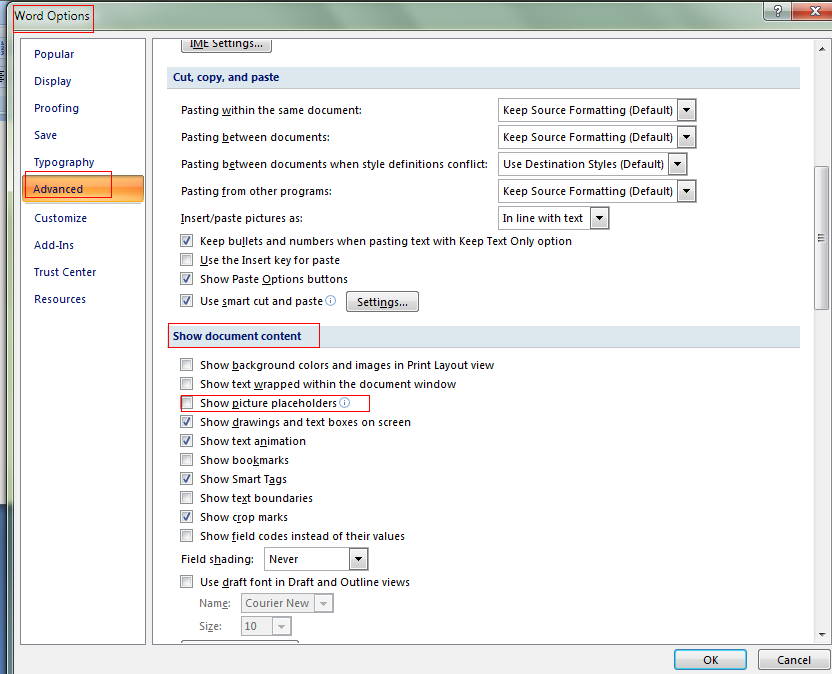 Word Options
Popular
Display
Proofing
Save
Typography
Advanced
Customize
Add-Ins
Trust Center
Resources
IME Settings...
Cut, copy, and paste
Pasting within the same document: Keep Source Formatting (Default)
Pasting between documents: Keep Source Formatting (Default)
Pasting between documents when style definitions conflict: Use Destination Styles (Default)
Pasting from other programs: Keep Source Formatting (Default)
Insert/paste pictures as: In line with text
Keep bullets and numbers when pasting text with Keep Text Only option
Use the Insert key for paste
Show Paste Options buttons
Use smart cut and paste Settings...
Show document content
Show background colors and images in Print Layout view
Show text wrapped within the document window
Show picture placeholders
Show drawings and text boxes on screen
Show text animation
Show bookmarks
Show Smart Tags
Show text boundaries
Show crop marks
Show field codes instead of their values
Field shading: Never
Use draft font in Draft and Outline views
Name: Courier New
Size: 10
OK Cancel